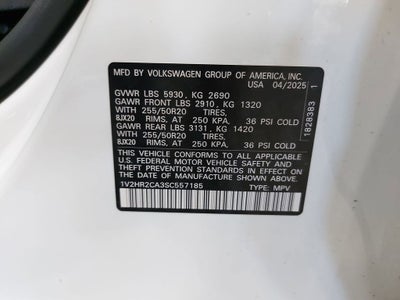 MFD BY VOLKSWAGEN GROUP OF AMERICA, INC.
USA 04/2025
GVWR LBS 5930, KG 2690
GAWR FRONT LBS 2910, KG 1320
WITH 255/50R20 TIRES,
8JX20 RIMS, AT 250 KPA, 36 PSI COLD
GAWR REAR LBS 3131, KG 1420
WITH 255/50R20 TIRES,
8JX20 RIMS, AT 250 KPA, 36 PSI COLD
THIS VEHICLE CONFORMS TO ALL APPLICABLE
U.S. FEDERAL MOTOR VEHICLE SAFETY AND
THEFT PREVENTION STANDARDS IN EFFECT ON
THE DATE OF MANUFACTURE SHOWN ABOVE.
1V2HR2CA3SC557185 TYPE: MPV
1828383 1